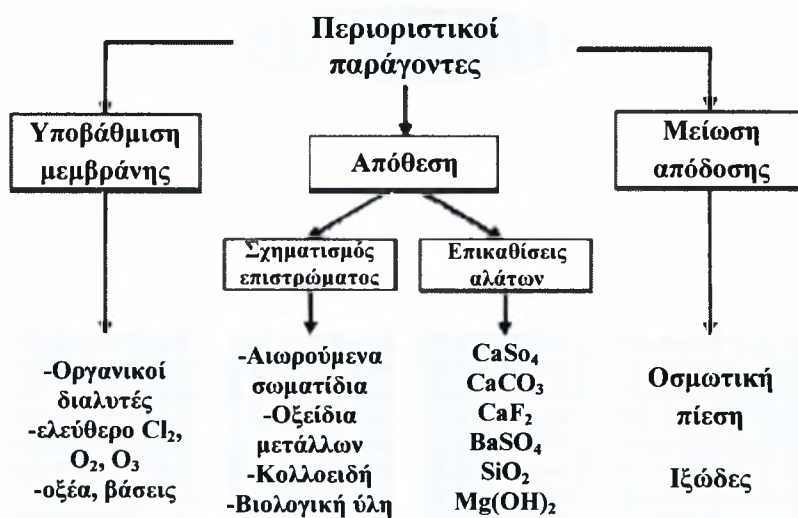 Περιοριστικοί
παράγοντες
Υποβάθμιση
μεμβράνης
Απόθεση
Μείωση
απόδοσης
Σχηματισμός
επιστρώματος
Επικαθίσεις
αλάτων
-Οργανικοί
διαλυτές
-ελεύθερο Cl₂,
O₂, O₃
-οξέα, βάσεις
-Αιωρούμενα
σωματίδια
-Οξείδια
μετάλλων
-Κολλοειδή
-Βιολογική ύλη
CaSo₄
CaCO₃
CaF₂
BaSO₄
SiO₂
Mg(OH)₂
Οσμωτική
πίεση
Ιξώδες